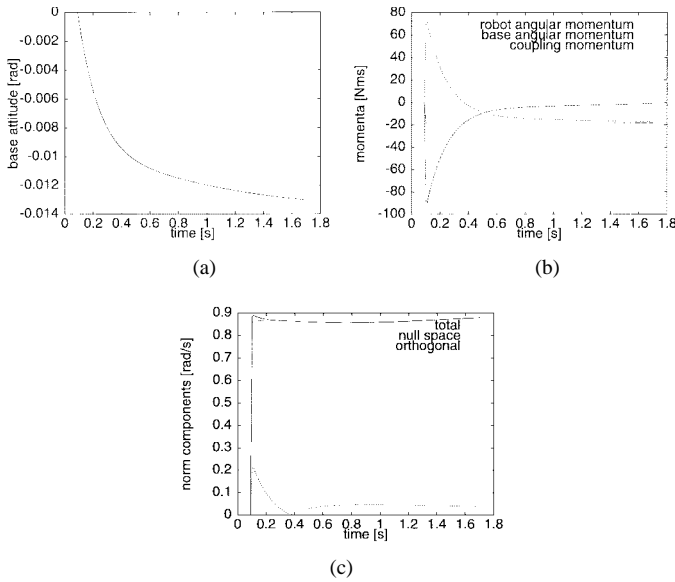 0
-0.002
-0.004
-0.006
-0.008
-0.01
-0.012
-0.014
base attitude [rad]
0 0.2 0.4 0.6 0.8 1 1.2 1.4 1.6 1.8
time [s]
(a)
80
60
40
20
0
-20
-40
-60
-80
-100
momenta [Nms]
robot angular momentum
base angular momentum
coupling momentum
0 0.2 0.4 0.6 0.8 1 1.2 1.4 1.6 1.8
time [s]
(b)
0.9
0.8
0.7
0.6
0.5
0.4
0.3
0.2
0.1
0
norm components [rad/s]
total
null space
orthogonal
0 0.2 0.4 0.6 0.8 1 1.2 1.4 1.6 1.8
time [s]
(c)